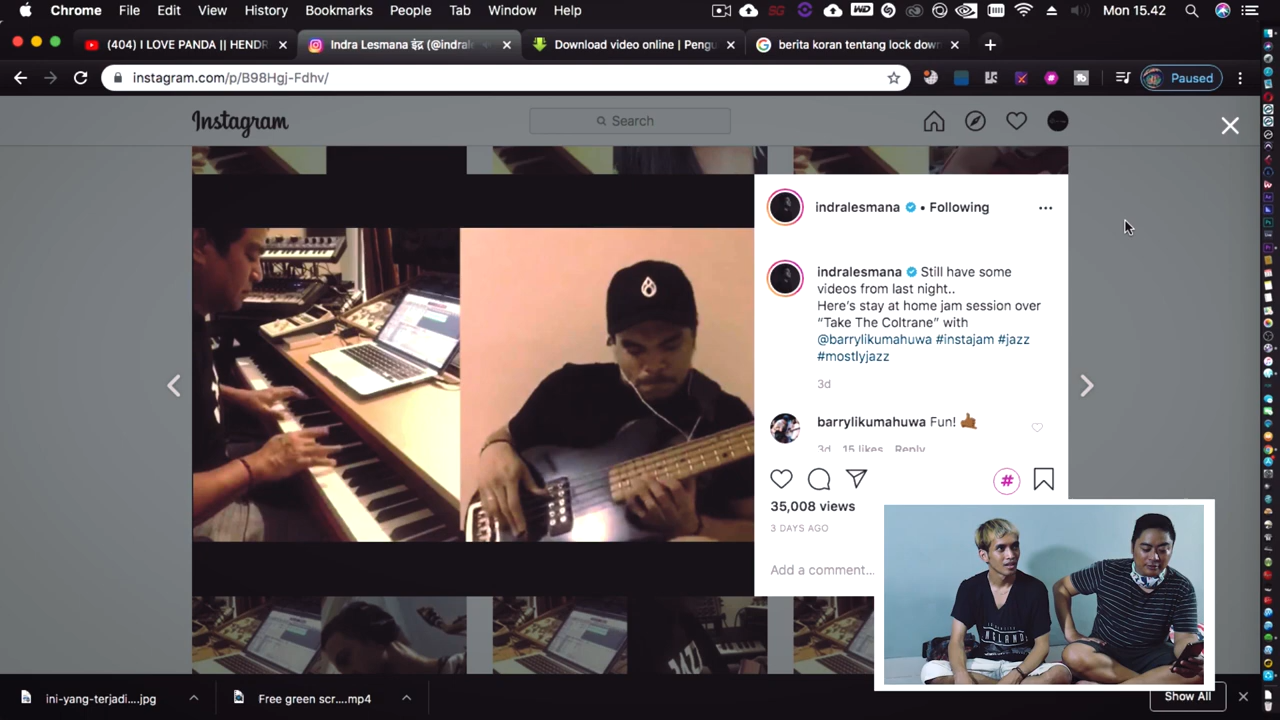 Chrome File Edit View History Bookmarks People Tab Window Help
Mon 15.42
(404) I LOVE PANDA || HENDR
Indra Lesmana इंद्र (@indral
Download video online | Pengu
berita koran tentang lock down
instagram.com/p/B98Hgj-Fdhv/
Paused
Instagram
Search
indralesmana • Following
indralesmana Still have some
videos from last night..
Here's stay at home jam session over
“Take The Coltrane” with
@barrylikumahuwa #instajam #jazz
#mostlyjazz
3d
barrylikumahuwa Fun!
3d 15 likes Reply
#
35,008 views
3 DAYS AGO
Add a comment...
ini-yang-terjadi....jpg
Free green scr....mp4
Show All